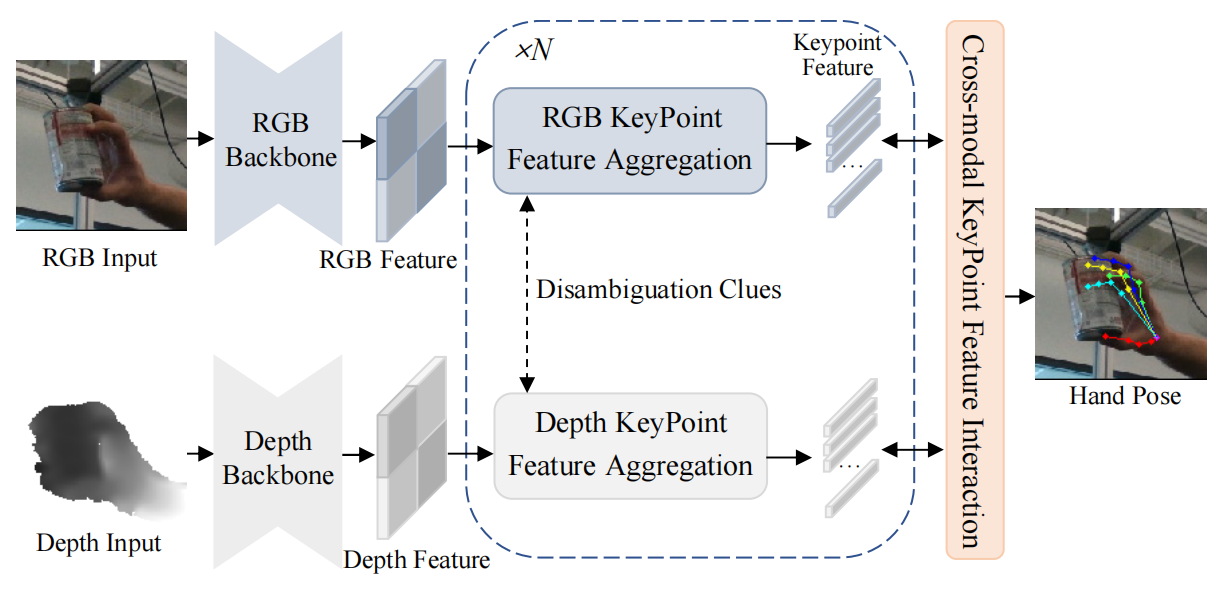 ×N
Keypoint
Feature
RGB
Backbone
RGB KeyPoint
Feature Aggregation
...
RGB Input
RGB Feature
Disambiguation Clues
Cross-modal KeyPoint Feature Interaction
Hand Pose
Depth
Backbone
Depth KeyPoint
Feature Aggregation
...
Depth Input
Depth Feature